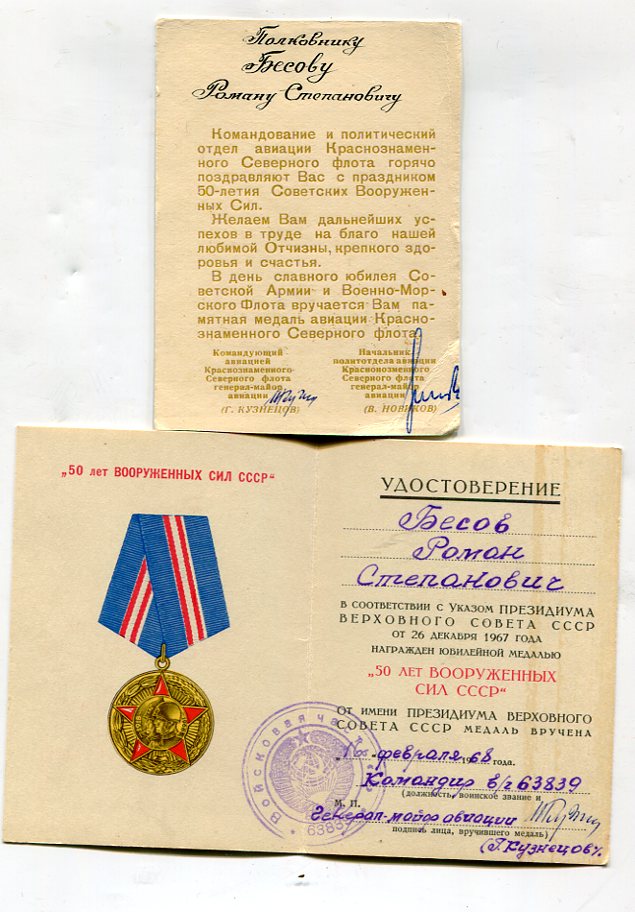 Полковнику
Бесову
Роману Степановичу
Командование и политический
отдел авиации Краснознамен-
ного Северного флота горячо
поздравляют Вас с праздником
50-летия Советских Вооружен-
ных Сил.
Желаем Вам дальнейших ус-
пехов в труде на благо нашей
любимой Отчизны, крепкого здо-
ровья и счастья.
В день славного юбилея Со-
ветской Армии и Военно-Мор-
ского Флота вручается Вам па-
мятная медаль авиации Красно-
знаменного Северного флота.
Командующий
авиацией
Краснознаменного
Северного флота
генерал-майор
авиации
(Г. КУЗНЕЦОВ)
Начальник
политотдела авиации
Краснознаменного
Северного флота
генерал-майор
авиации
(В. НОВИКОВ)
„50 лет ВООРУЖЕННЫХ СИЛ СССР“
УДОСТОВЕРЕНИЕ
Бесов
Роман
Степанович
В СООТВЕТСТВИИ С УКАЗОМ ПРЕЗИДИУМА
ВЕРХОВНОГО СОВЕТА СССР
ОТ 26 ДЕКАБРЯ 1967 ГОДА
НАГРАЖДЕН ЮБИЛЕЙНОЙ МЕДАЛЬЮ
„50 ЛЕТ ВООРУЖЕННЫХ
СИЛ СССР“
ОТ ИМЕНИ ПРЕЗИДИУМА ВЕРХОВНОГО
СОВЕТА СССР МЕДАЛЬ ВРУЧЕНА
февраля 1968 года.
Командир в/ч 63839
(должность, воинское звание и
М. П.
Генерал-майор авиации
подпись лица, вручившего медаль)
(Г. Кузнецов)
Войсковая часть
63839